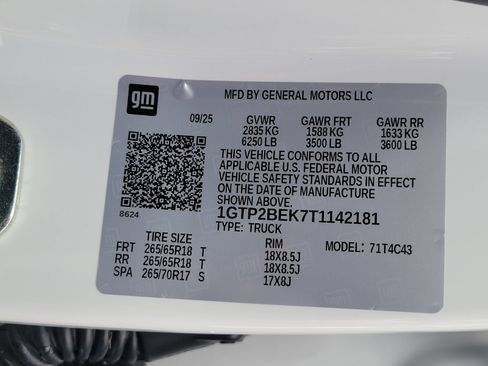 gm
MFD BY GENERAL MOTORS LLC
09/25 GVWR GAWR FRT GAWR RR
2835 KG 1588 KG 1633 KG
6250 LB 3500 LB 3600 LB
THIS VEHICLE CONFORMS TO ALL
APPLICABLE U.S. FEDERAL MOTOR
VEHICLE SAFETY STANDARDS IN EFFECT
ON THE DATE OF MANUFACTURE
SHOWN ABOVE.
8624
1GTP2BEK7T1142181
TYPE: TRUCK
TIRE SIZE RIM MODEL: 71T4C43
FRT 265/65R18 T 18X8.5J
RR 265/65R18 T 18X8.5J
SPA 265/70R17 S 17X8J